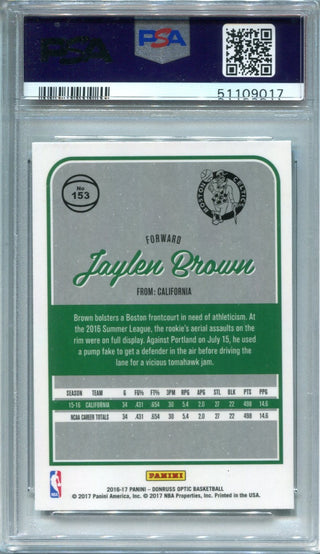 PSA
PSA
51109017
No
153
BOSTON CELTICS
FORWARD
Jaylen Brown
FROM: CALIFORNIA
Brown bolsters a Boston frontcourt in need of athleticism. At
the 2016 Summer League, the rookie's aerial assaults on the
rim were on full display. Against Portland on July 15, he used
a pump fake to get a defender in the air before driving the
lane for a vicious tomahawk jam.
SEASON TEAM G FG% FT% 3PM RPG APG STL BLK PTS PPG
15-16 CALIFORNIA 34 .431 .654 30 5.4 2.0 27 22 498 14.6
NCAA CAREER TOTALS 34 .431 .654 30 5.4 2.0 27 22 498 14.6
NBA
PANINI
2016-17 PANINI – DONRUSS OPTIC BASKETBALL
© 2017 Panini America, Inc. © 2017 NBA Properties, Inc. Printed in the USA.